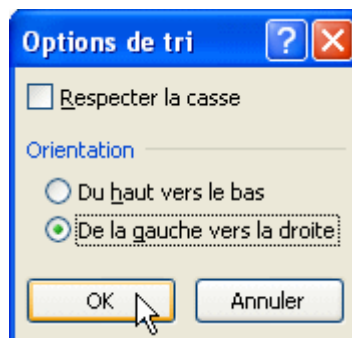 Options de tri
?
Respecter la casse
Orientation
Du haut vers le bas
De la gauche vers la droite
OK
Annuler